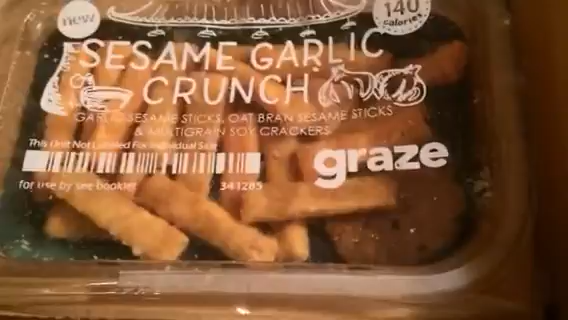 new
140
calories
SESAME GARLIC
CRUNCH
GARLIC SESAME STICKS, OAT BRAN SESAME STICKS
& MULTIGRAIN SOY CRACKERS
This Unit Not Labeled For Individual Sale
graze
for use by see booklet
341285